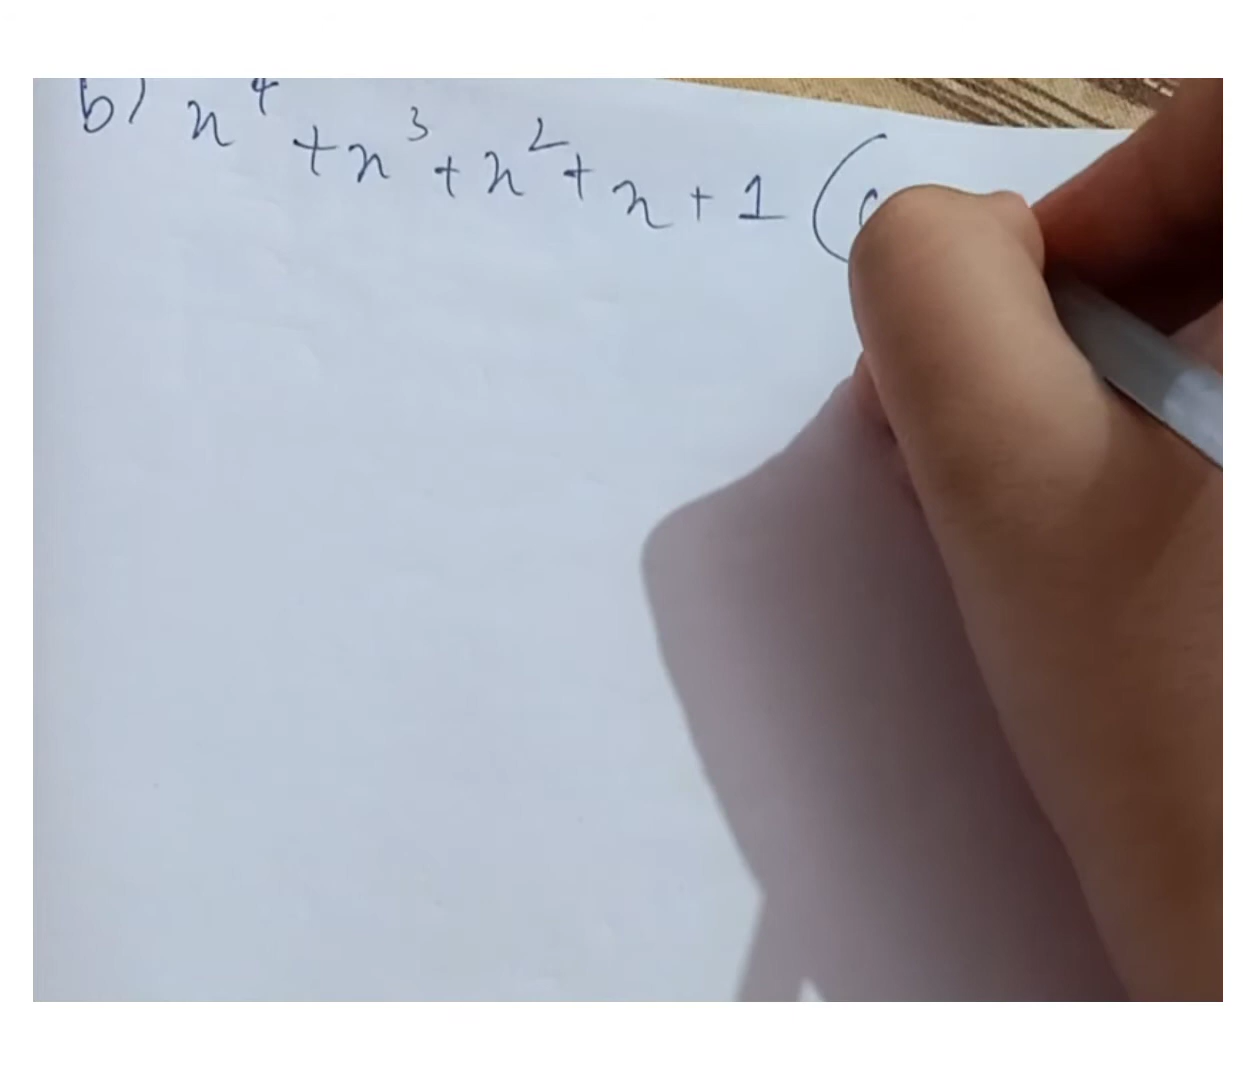 b) x⁴ + x³ + x² + x + 1 (